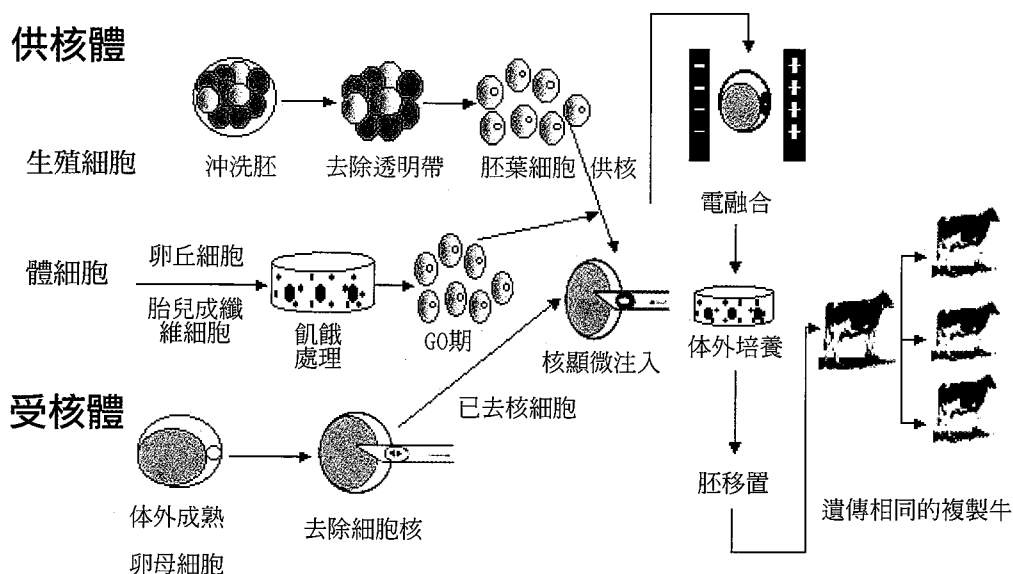 供核體
生殖細胞
沖洗胚
去除透明帶
胚葉細胞
供核
體細胞
卵丘細胞
胎兒成纖
維細胞
飢餓
處理
G0期
核顯微注入
已去核細胞
受核體
体外成熟
卵母細胞
去除細胞核
電融合
体外培養
胚移置
遺傳相同的複製牛